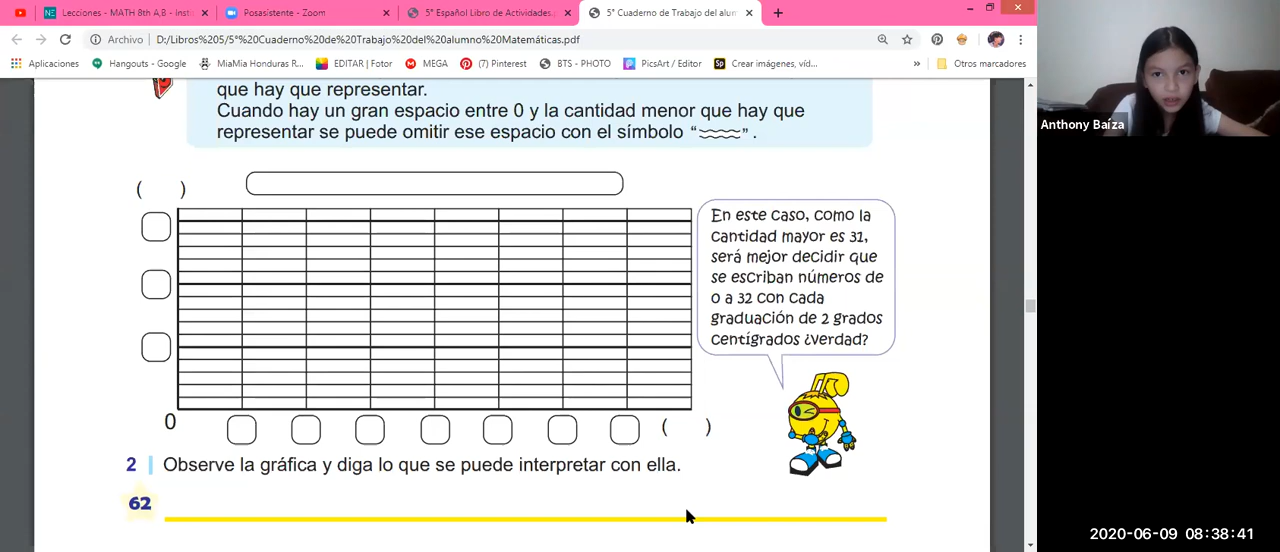 Lecciones - MATH 8th A,B - Insti
Posasistente - Zoom
5° Español Libro de Actividades.
5° Cuaderno de Trabajo del alum
Archivo
D:/Libros%205/5°%20Cuaderno%20de%20Trabajo%20del%20alumno%20Matemáticas.pdf
Aplicaciones
Hangouts - Google
MiaMia Honduras R...
EDITAR | Fotor
MEGA
(7) Pinterest
BTS - PHOTO
PicsArt / Editor
Crear imágenes, víd...
»
Otros marcadores
que hay que representar.
Cuando hay un gran espacio entre 0 y la cantidad menor que hay que
representar se puede omitir ese espacio con el símbolo “ ”.
( )
En este caso, como la
cantidad mayor es 31,
será mejor decidir que
se escriban números de
0 a 32 con cada
graduación de 2 grados
centígrados ¿verdad?
0
( )
2 Observe la gráfica y diga lo que se puede interpretar con ella.
62
Anthony Baíza
2020-06-09 08:38:41